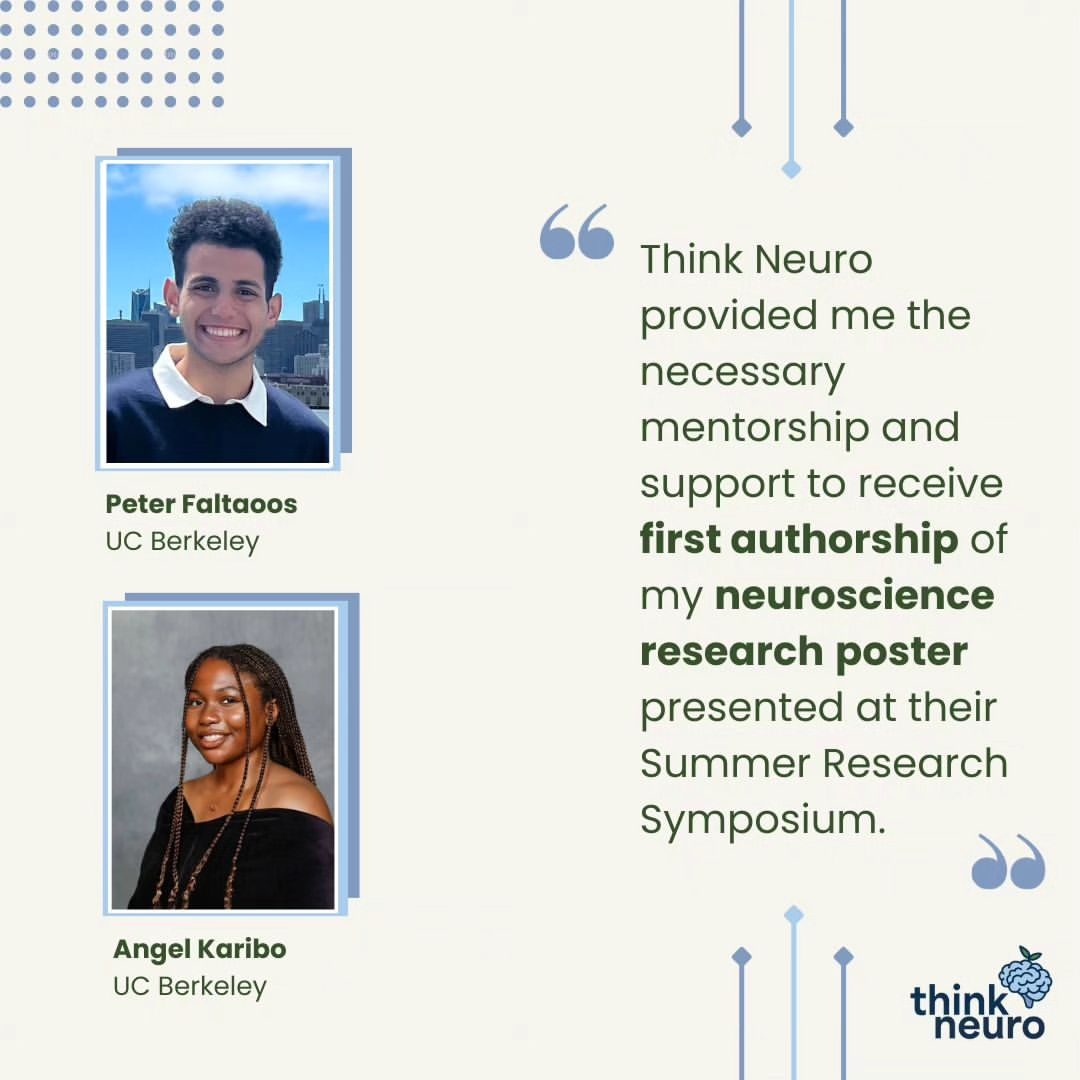 Peter Faltaoos
UC Berkeley
Angel Karibo
UC Berkeley
“
Think Neuro
provided me the
necessary
mentorship and
support to receive
first authorship of
my neuroscience
research poster
presented at their
Summer Research
Symposium.
”
think
neuro